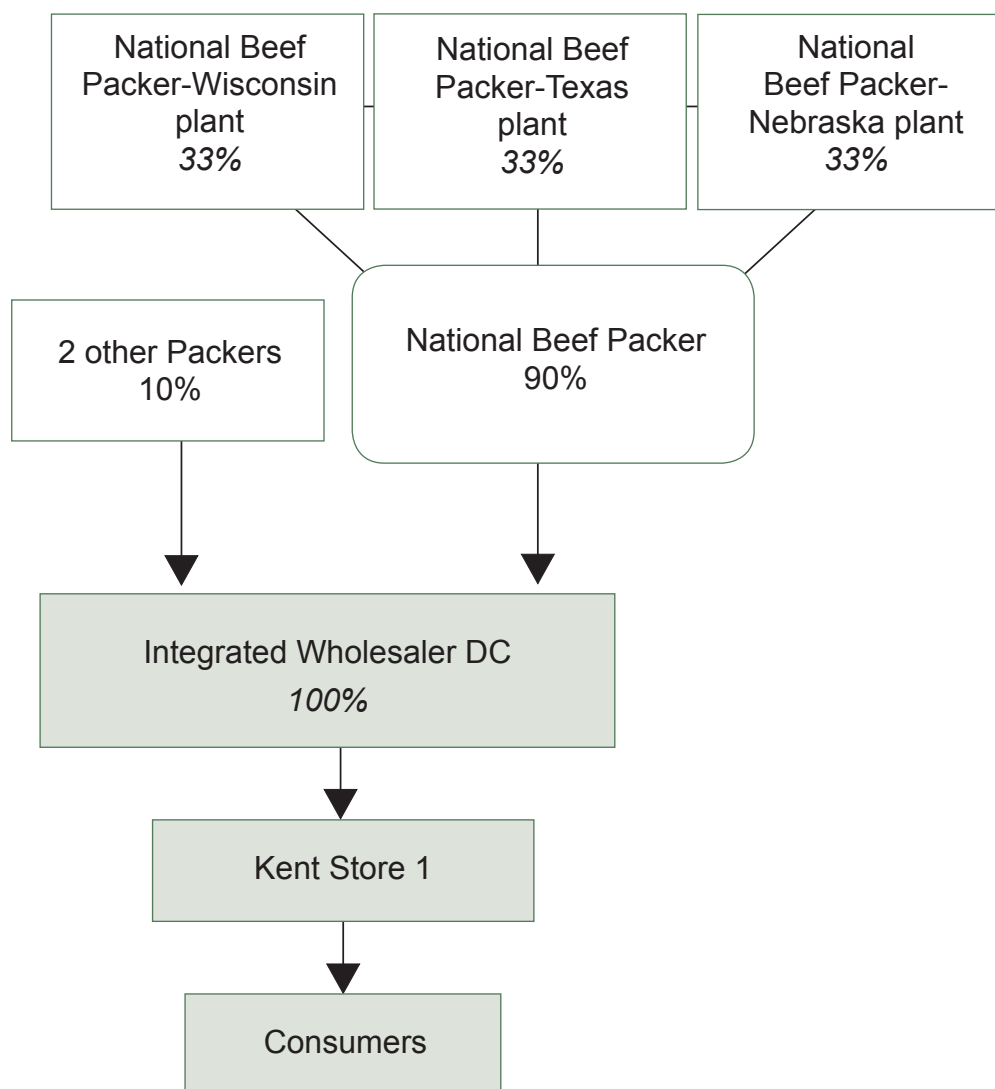 National Beef
Packer-Wisconsin
plant
33%
National Beef
Packer-Texas
plant
33%
National
Beef Packer-
Nebraska plant
33%
2 other Packers
10%
National Beef Packer
90%
Integrated Wholesaler DC
100%
Kent Store 1
Consumers